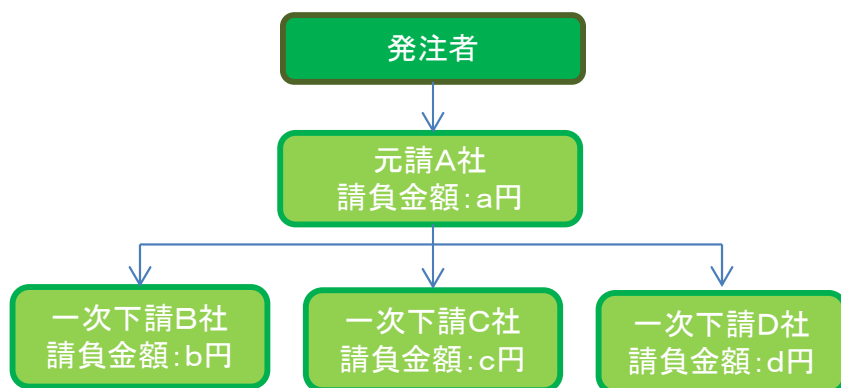 発注者
元請A社
請負金額：a円
一次下請B社
請負金額：b円
一次下請C社
請負金額：c円
一次下請D社
請負金額：d円